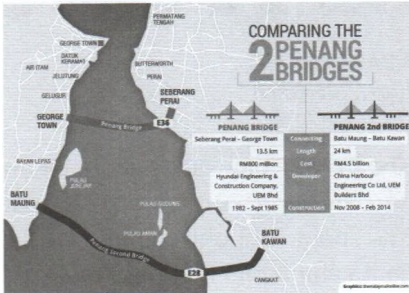 COMPARING THE
2 PENANG
BRIDGES
PERMATANG
TENGAH
GEORGE TOWN
DATUK
KERAMAT
AIR ITAM
JELUTONG
BUTTERWORTH
PERAI
GELUGUR
SEBERANG
PERAI
GEORGE
TOWN
Penang Bridge
E36
BAYAN LEPAS
PULAU
JEREJAK
BATU
MAUNG
PULAU GEDUNG
PULAU AMAN
Penang Second Bridge
E28
BATU
KAWAN
CANGKAT
PENANG BRIDGE PENANG 2nd BRIDGE
Seberang Perai – George Town Connecting Batu Maung – Batu Kawan
13.5 km Length 24 km
RM800 million Cost RM4.5 billion
Hyundai Engineering & Developer China Harbour
Construction Company, Engineering Co Ltd, UEM
UEM Bhd Builders Bhd
1982 – Sept 1985 Construction Nov 2008 – Feb 2014
Graphics: